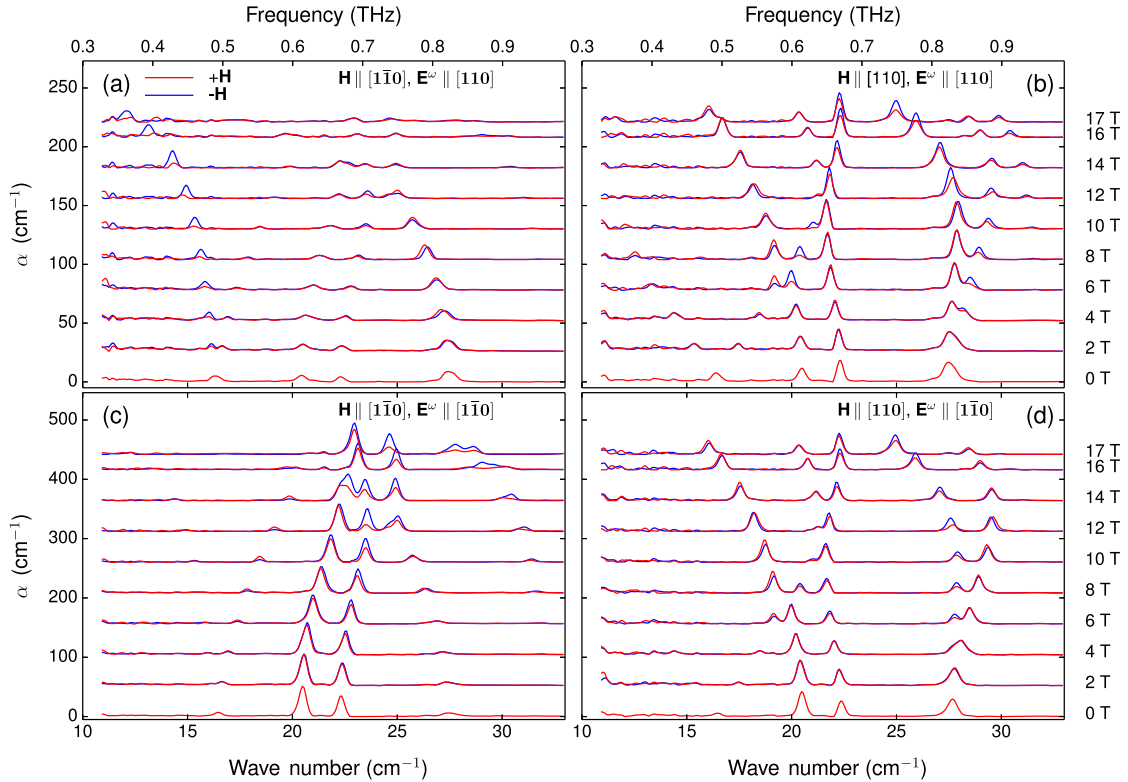 Frequency (THz)
Frequency (THz)
0.3 0.4 0.5 0.6 0.7 0.8 0.9
0.4 0.5 0.6 0.7 0.8 0.9
(a)
+H
-H
H || [11̅0], Eω || [110]
H || [110], Eω || [110]
(b)
250
200
150
100
50
0
α (cm−1)
17 T
16 T
14 T
12 T
10 T
8 T
6 T
4 T
2 T
0 T
(c)
H || [11̅0], Eω || [11̅0]
H || [110], Eω || [11̅0]
(d)
500
400
300
200
100
0
α (cm−1)
17 T
16 T
14 T
12 T
10 T
8 T
6 T
4 T
2 T
0 T
10 15 20 25 30
10 15 20 25 30
Wave number (cm−1)
Wave number (cm−1)